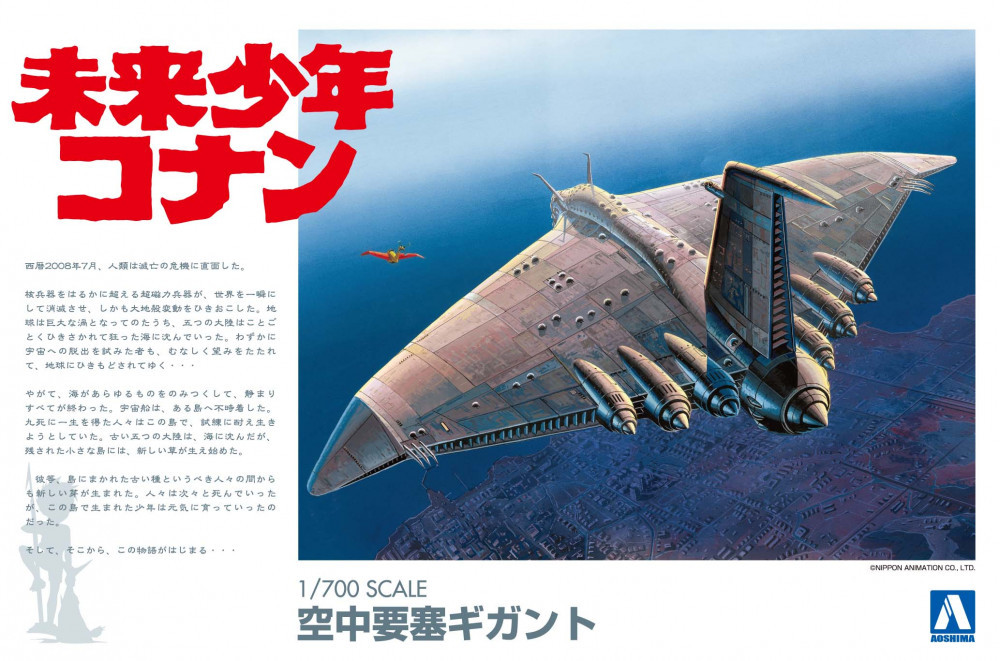 未来少年
コナン
西暦2008年7月、人類は滅亡の危機に直面した。
核兵器をはるかに超える超磁力兵器が、世界を一瞬に
して消滅させ、しかも大地殻変動をひきおこした。地
球は巨大な渦となってのたうち、五つの大陸はことご
とくひきさかれて狂った海に沈んでいった。わずかに
宇宙への脱出を試みた者も、むなしく望みをたたれ
て、地球にひきもどされてゆく・・・
やがて、海があらゆるものをのみつくして、静まり
すべてが終わった。宇宙船は、ある島へ不時着した。
九死に一生を得た人々はこの島で、試練に耐え生き
ようとしていた。古い五つの大陸は、海に沈んだが、
残された小さな島には、新しい草が生え始めた。
彼等、島にまかれた古い種というべき人々の間から
も新しい芽が生まれた。人々は次々と死んでいった
が、この島で生まれた少年は元気に育っていったの
だった。
そして、そこから、この物語がはじまる・・・
©NIPPON ANIMATION CO., LTD.
1/700 SCALE
空中要塞ギガント
AOSHIMA